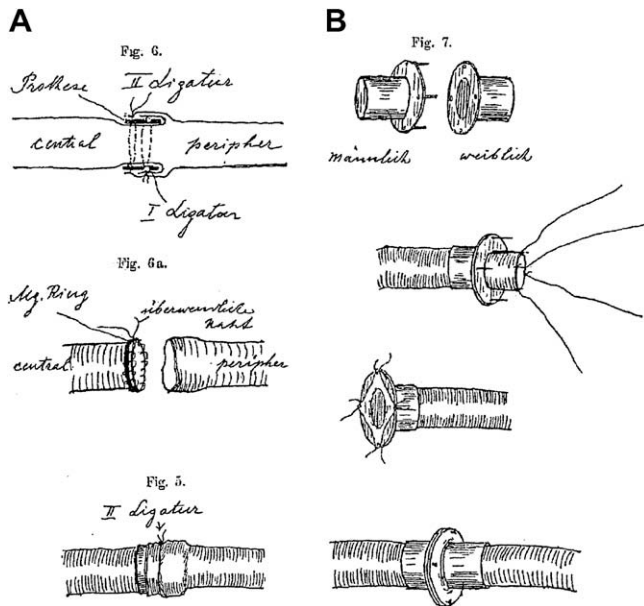 A
Fig. 6.
Prothese
II Ligatur
central
peripher
I Ligatur
Fig. 6a.
Mg. Ring
überwendliche
Naht
central
peripher
Fig. 5.
II Ligatur
B
Fig. 7.
männlich
weiblich